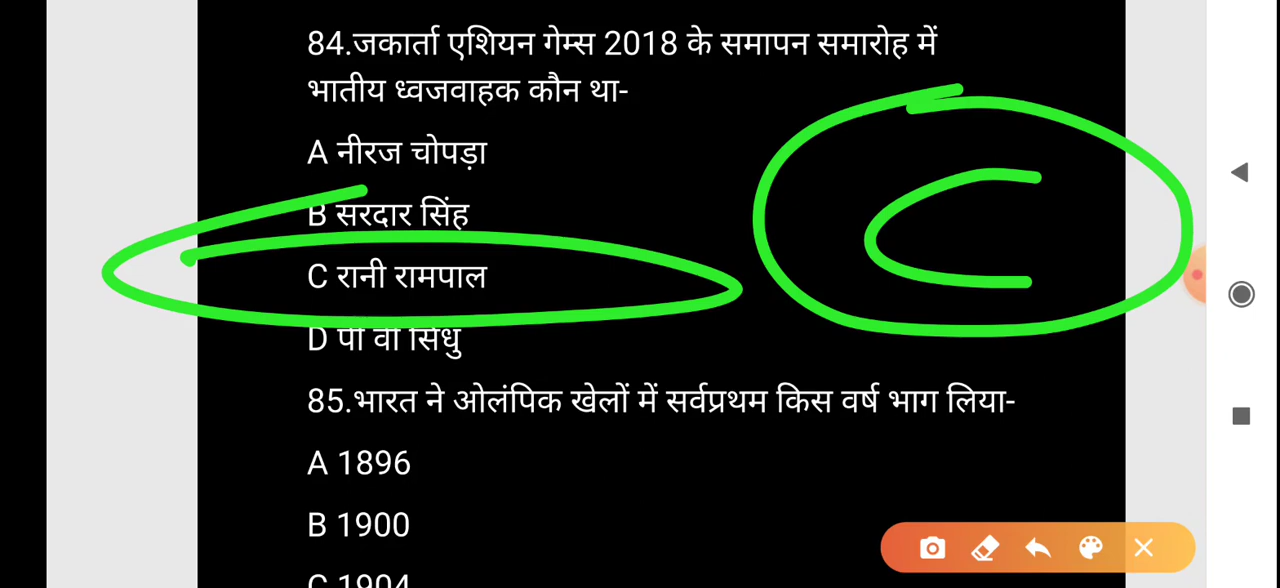 84.जकार्ता एशियन गेम्स 2018 के समापन समारोह में
भातीय ध्वजवाहक कौन था-
A नीरज चोपड़ा
B सरदार सिंह
C रानी रामपाल
C
D पी वी सिंधु
85.भारत ने ओलंपिक खेलों में सर्वप्रथम किस वर्ष भाग लिया-
A 1896
B 1900
C 1904